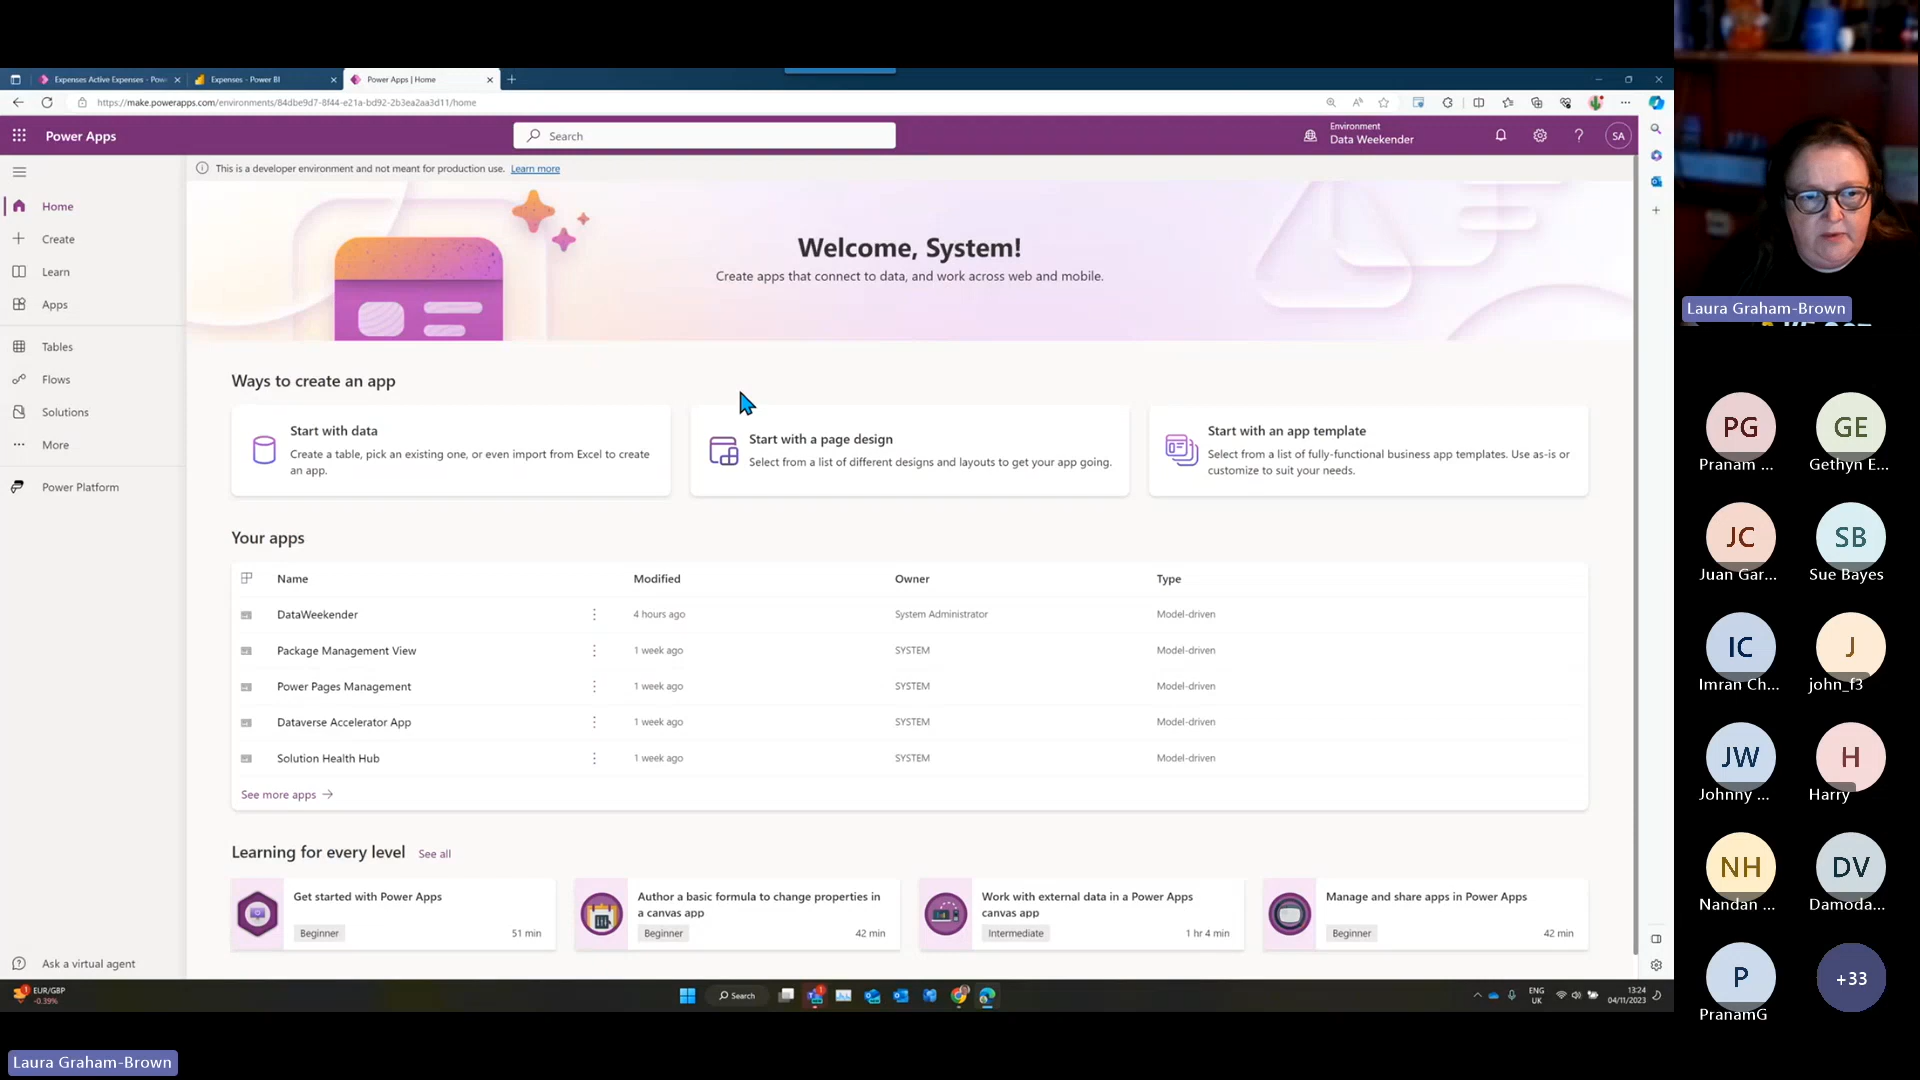 Expenses Active Expenses - Pow
Expenses - Power BI
Power Apps | Home
https://make.powerapps.com/environments/84dbe9d7-8f44-e21a-bd92-2b3ea2aa3d11/home
Power Apps
Search
Environment
Data Weekender
SA
This is a developer environment and not meant for production use. Learn more
Home
Create
Learn
Apps
Tables
Flows
Solutions
More
Power Platform
Ask a virtual agent
Welcome, System!
Create apps that connect to data, and work across web and mobile.
Ways to create an app
Start with data
Create a table, pick an existing one, or even import from Excel to create
an app.
Start with a page design
Select from a list of different designs and layouts to get your app going.
Start with an app template
Select from a list of fully-functional business app templates. Use as-is or
customize to suit your needs.
Your apps
Name Modified Owner Type
DataWeekender 4 hours ago System Administrator Model-driven
Package Management View 1 week ago SYSTEM Model-driven
Power Pages Management 1 week ago SYSTEM Model-driven
Dataverse Accelerator App 1 week ago SYSTEM Model-driven
Solution Health Hub 1 week ago SYSTEM Model-driven
See more apps
Learning for every level See all
Get started with Power Apps
Beginner 51 min
Author a basic formula to change properties in
a canvas app
Beginner 42 min
Work with external data in a Power Apps
canvas app
Intermediate 1 hr 4 min
Manage and share apps in Power Apps
Beginner 42 min
EUR/GBP
-0.39%
Search
ENG
UK
13:24
04/11/2023
Laura Graham-Brown
Laura Graham-Brown
PG
Pranam ...
GE
Gethyn E...
JC
Juan Gar...
SB
Sue Bayes
IC
Imran Ch...
J
john_f3
JW
Johnny ...
H
Harry
NH
Nandan ...
DV
Damoda...
P
PranamG
+33